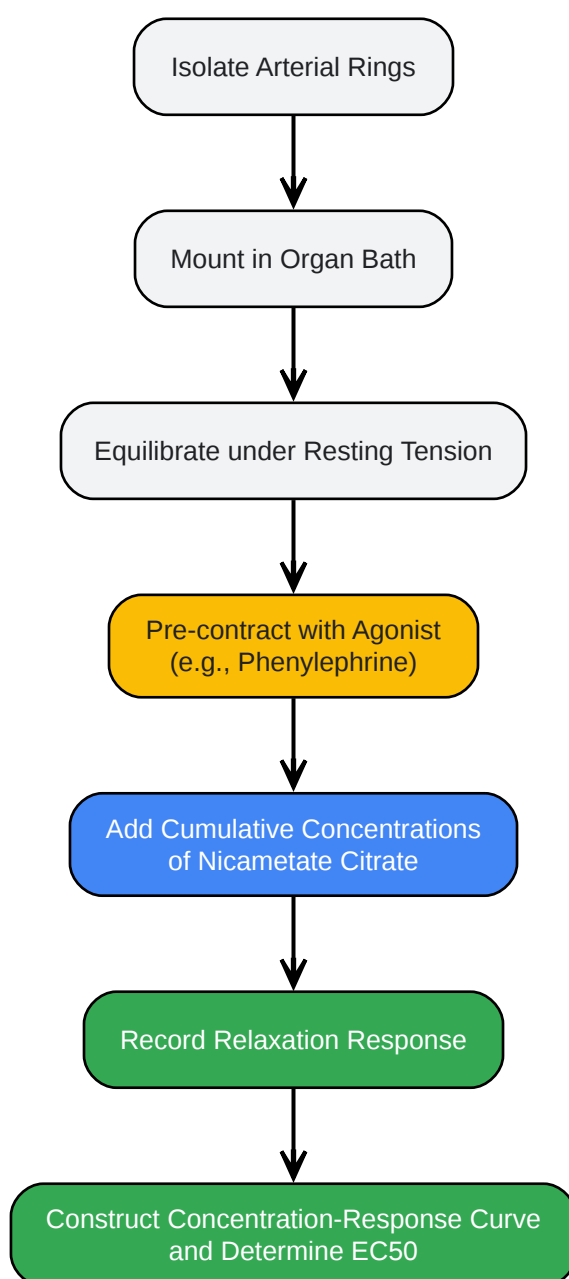 Isolate Arterial Rings
Mount in Organ Bath
Equilibrate under Resting Tension
Pre-contract with Agonist
(e.g., Phenylephrine)
Add Cumulative Concentrations
of Nicametate Citrate
Record Relaxation Response
Construct Concentration-Response Curve
and Determine EC50